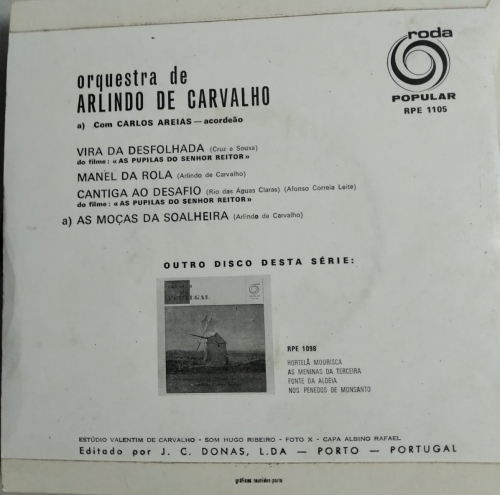 orquestra de
ARLINDO DE CARVALHO
a) Com CARLOS AREIAS — acordeão
roda
POPULAR
RPE 1105
VIRA DA DESFOLHADA (Cruz e Sousa)
do filme: «AS PUPILAS DO SENHOR REITOR»
MANEL DA ROLA (Arlindo de Carvalho)
CANTIGA AO DESAFIO (Rio das Águas Claras) (Afonso Correia Leite)
do filme: «AS PUPILAS DO SENHOR REITOR»
a) AS MOÇAS DA SOALHEIRA (Arlindo de Carvalho)
OUTRO DISCO DESTA SÉRIE:
PORTUGAL
RPE 1098
HORTELÃ MOURISCA
AS MENINAS DA TERCEIRA
FONTE DA ALDEIA
NOS PENEDOS DE MONSANTO
ESTÚDIO VALENTIM DE CARVALHO - SOM HUGO RIBEIRO - FOTO X - CAPA ALBINO RAFAEL
Editado por J. C. DONAS, L.DA — PORTO — PORTUGAL
gráficos reunidos-porto